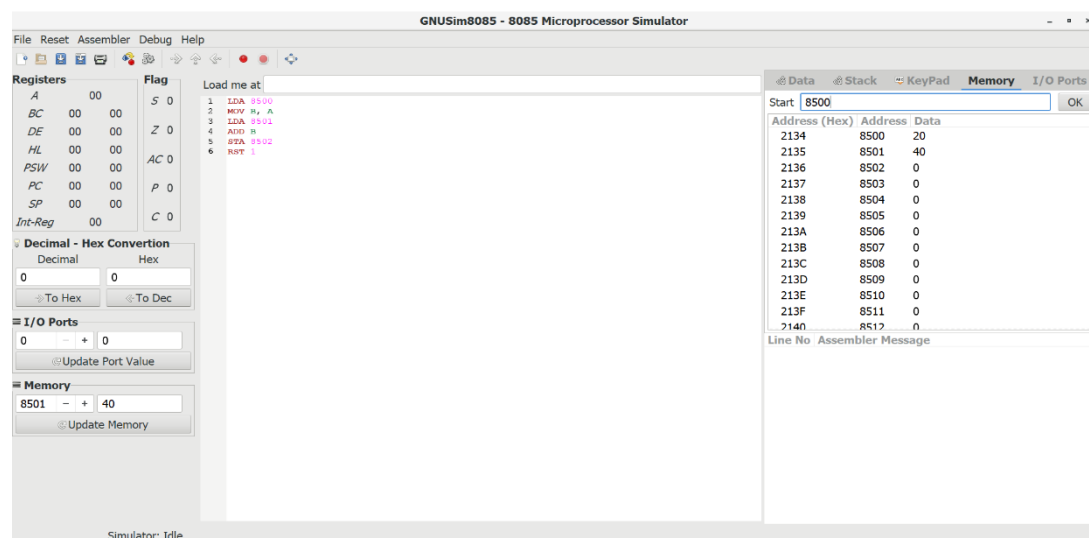 GNUSim8085 - 8085 Microprocessor Simulator
File Reset Assembler Debug Help
Registers
Flag
A 00
BC 00 00
DE 00 00
HL 00 00
PSW 00 00
PC 00 00
SP 00 00
Int-Reg 00
S 0
Z 0
AC 0
P 0
C 0
Decimal - Hex Convertion
Decimal Hex
0 0
To Hex To Dec
I/O Ports
0 - + 0
Update Port Value
Memory
8501 - + 40
Update Memory
Load me at
1 LDA 8500
2 MOV B, A
3 LDA 8501
4 ADD B
5 STA 8502
6 RST 1
Data Stack KeyPad Memory I/O Ports
Start 8500 OK
Address (Hex) Address Data
2134 8500 20
2135 8501 40
2136 8502 0
2137 8503 0
2138 8504 0
2139 8505 0
213A 8506 0
213B 8507 0
213C 8508 0
213D 8509 0
213E 8510 0
213F 8511 0
2140 8512 0
Line No Assembler Message
Simulator: Idle